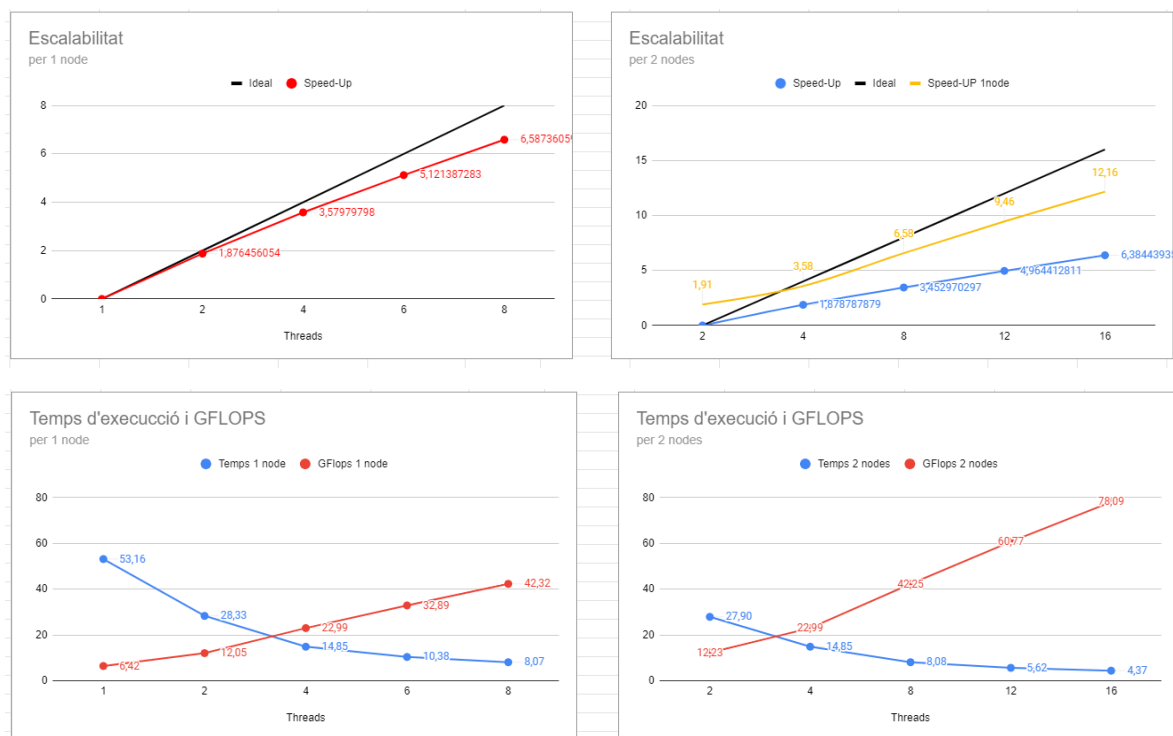 Escalabilitat
per 1 node
Ideal Speed-Up
8
6
4
2
0
1,876456054
3,57979798
5,121387283
6,58736059
1 2 4 6 8
Threads
Escalabilitat
per 2 nodes
Speed-Up Ideal Speed-UP 1node
20
15
10
5
0
1,91
3,58
6,58
9,46
12,16
1,878787879
3,452970297
4,964412811
6,38443935
2 4 8 12 16
Threads
Temps d'execucció i GFLOPS
per 1 node
Temps 1 node GFlops 1 node
80
60
40
20
0
53,16
28,33
14,85
10,38
8,07
6,42
12,05
22,99
32,89
42,32
1 2 4 6 8
Threads
Temps d'execució i GFLOPS
per 2 nodes
Temps 2 nodes GFlops 2 nodes
80
60
40
20
0
27,90
14,85
8,08
5,62
4,37
12,23
22,99
42,25
60,77
78,09
2 4 8 12 16
Threads